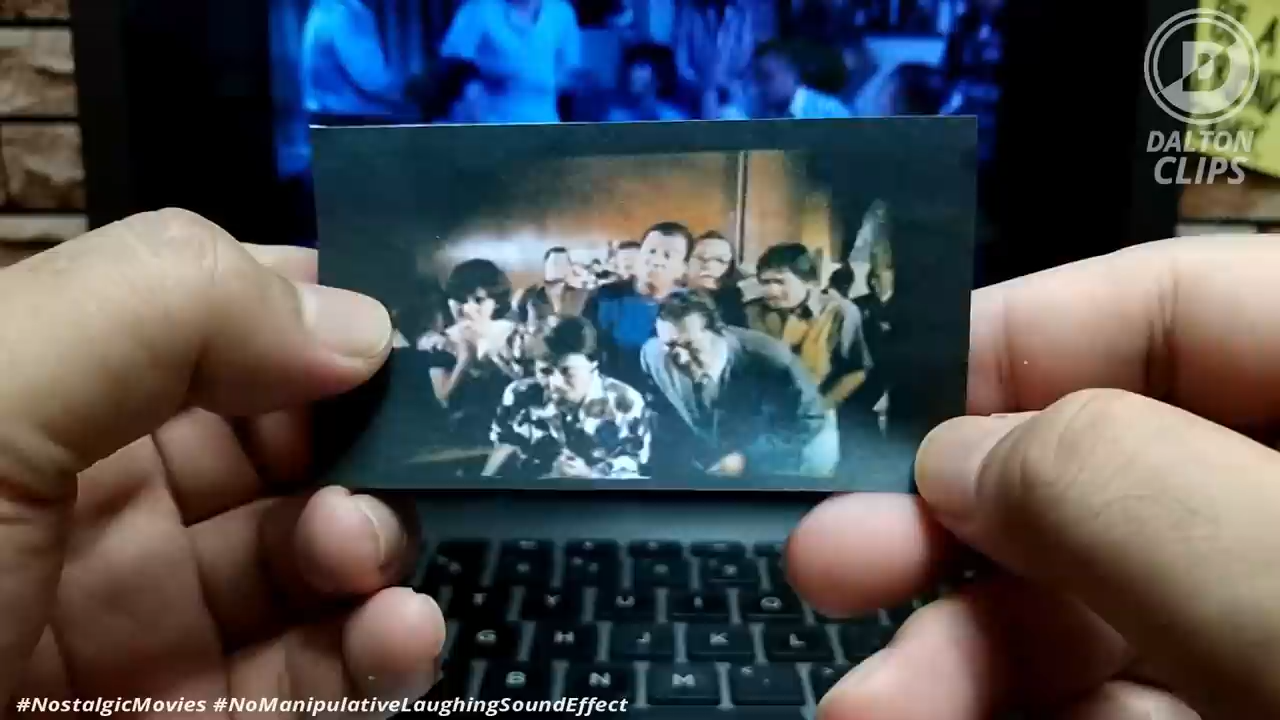 D
DALTON
CLIPS
T Y U I O
G H J K L
B N M
#NostalgicMovies #NoManipulativeLaughingSoundEffect